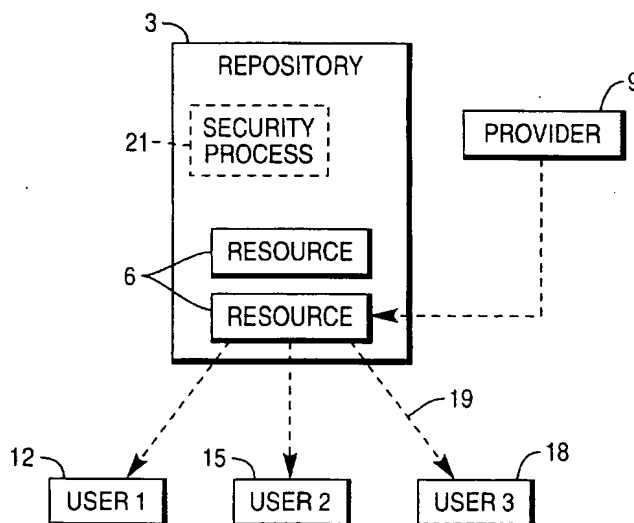 3
REPOSITORY
9
SECURITY
PROCESS
21
PROVIDER
RESOURCE
6
RESOURCE
19
12
15
18
USER 1
USER 2
USER 3